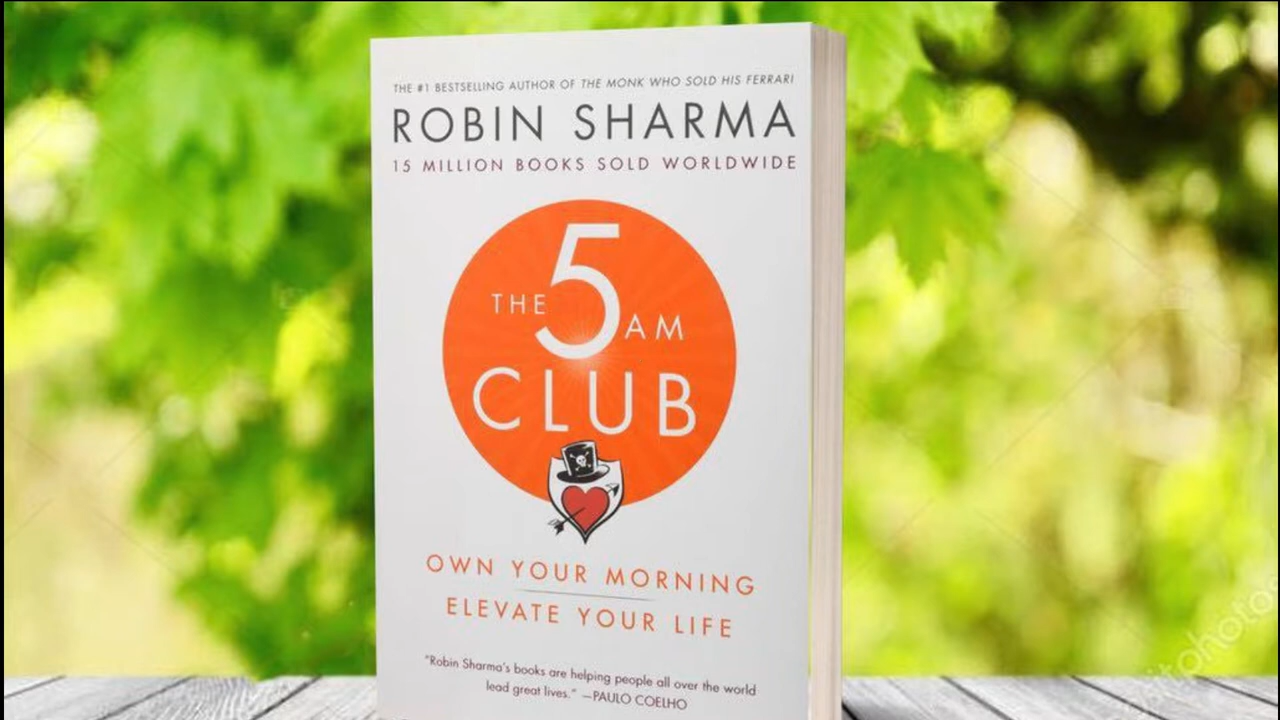 THE #1 BESTSELLING AUTHOR OF THE MONK WHO SOLD HIS FERRARI
ROBIN SHARMA
15 MILLION BOOKS SOLD WORLDWIDE
THE 5 AM
CLUB
OWN YOUR MORNING
ELEVATE YOUR LIFE
"Robin Sharma's books are helping people all over the world
lead great lives." —PAULO COELHO